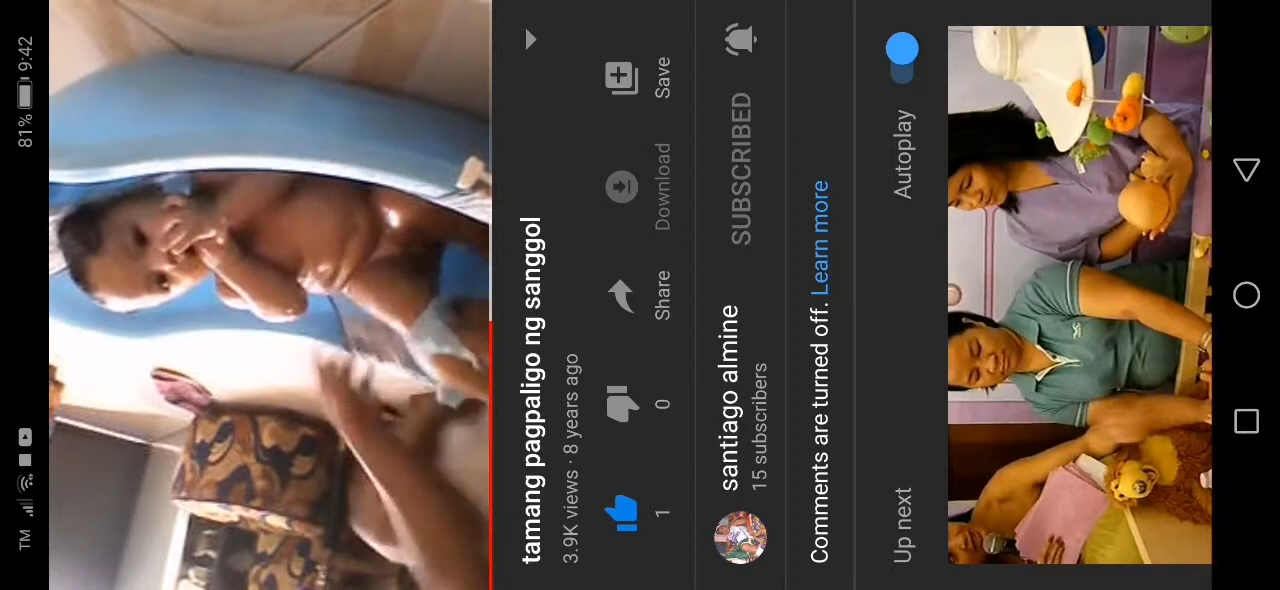 TM 81% 9:42
tamang pagpaligo ng sanggol
3.9K views · 8 years ago
1 0 Share Download Save
santiago almine
15 subscribers
SUBSCRIBED
Comments are turned off. Learn more
Up next Autoplay